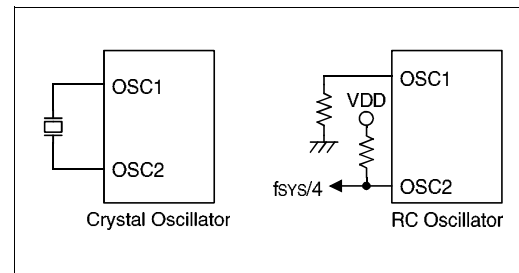 OSC1
OSC2
Crystal Oscillator
OSC1
VDD
fSYS/4
OSC2
RC Oscillator